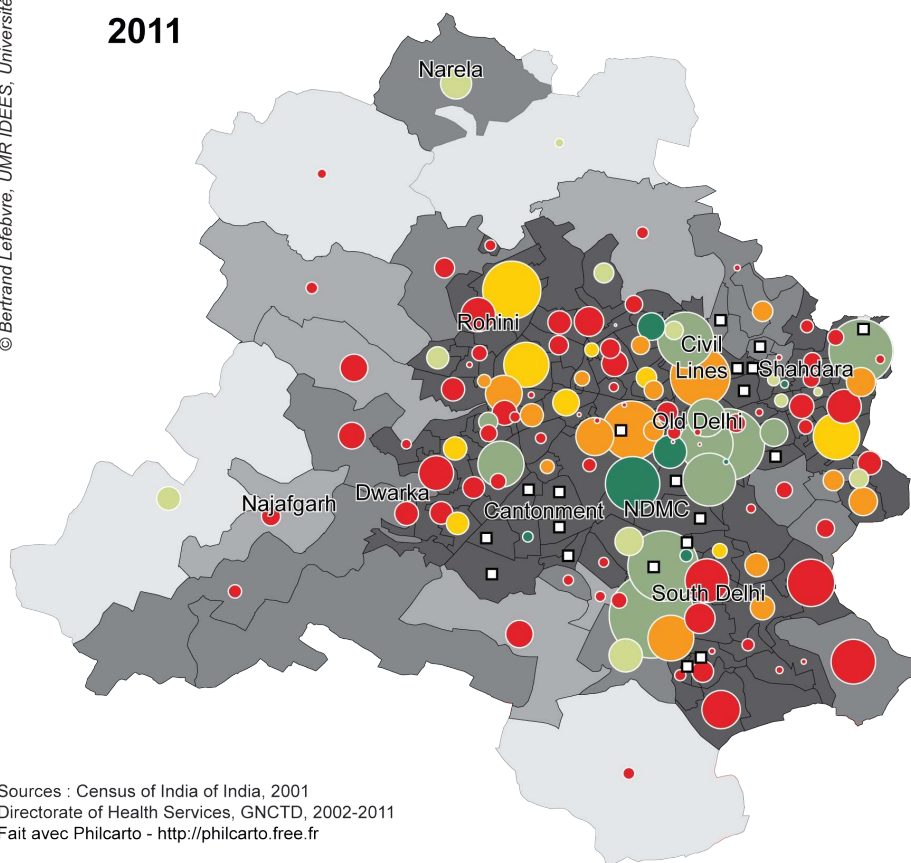 2011
© Bertrand Lefebvre, UMR IDEES, Université
Narela
Rohini
Civil
Lines
Shahdara
Old Delhi
Najafgarh
Dwarka
Cantonment
NDMC
South Delhi
Sources : Census of India of India, 2001
Directorate of Health Services, GNCTD, 2002-2011
Fait avec Philcarto - http://philcarto.free.fr